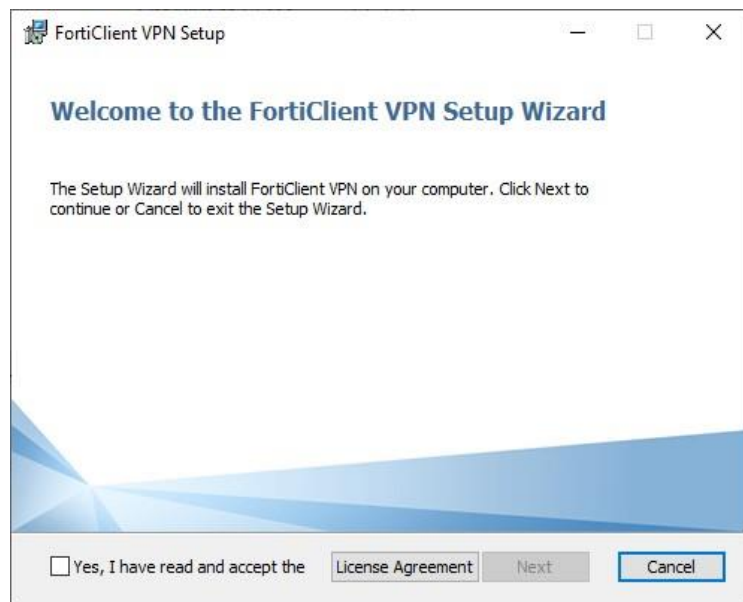 FortiClient VPN Setup
Welcome to the FortiClient VPN Setup Wizard
The Setup Wizard will install FortiClient VPN on your computer. Click Next to
continue or Cancel to exit the Setup Wizard.
Yes, I have read and accept the License Agreement Next Cancel